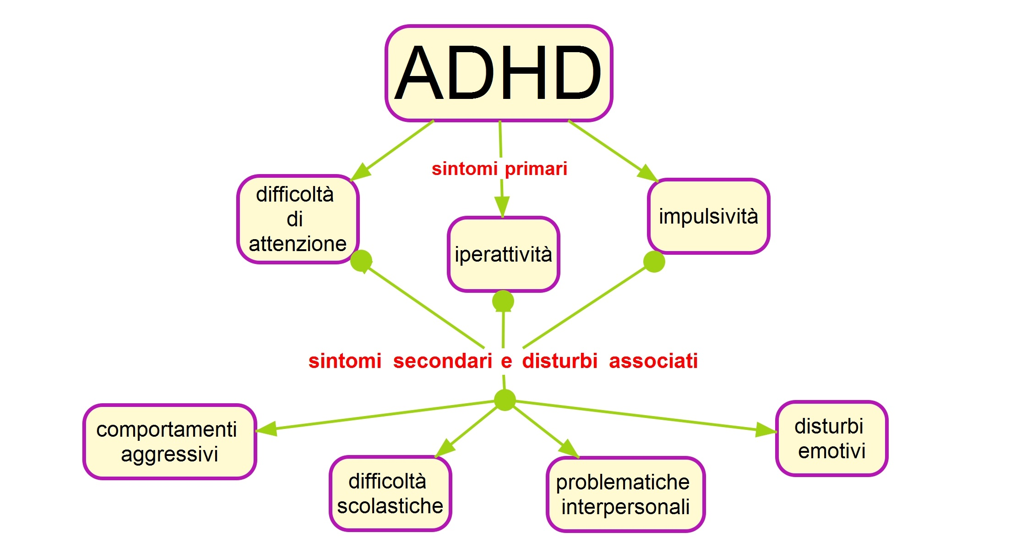 ADHD
sintomi primari
difficoltà
di
attenzione
iperattività
impulsività
sintomi secondari e disturbi associati
comportamenti
aggressivi
difficoltà
scolastiche
problematiche
interpersonali
disturbi
emotivi